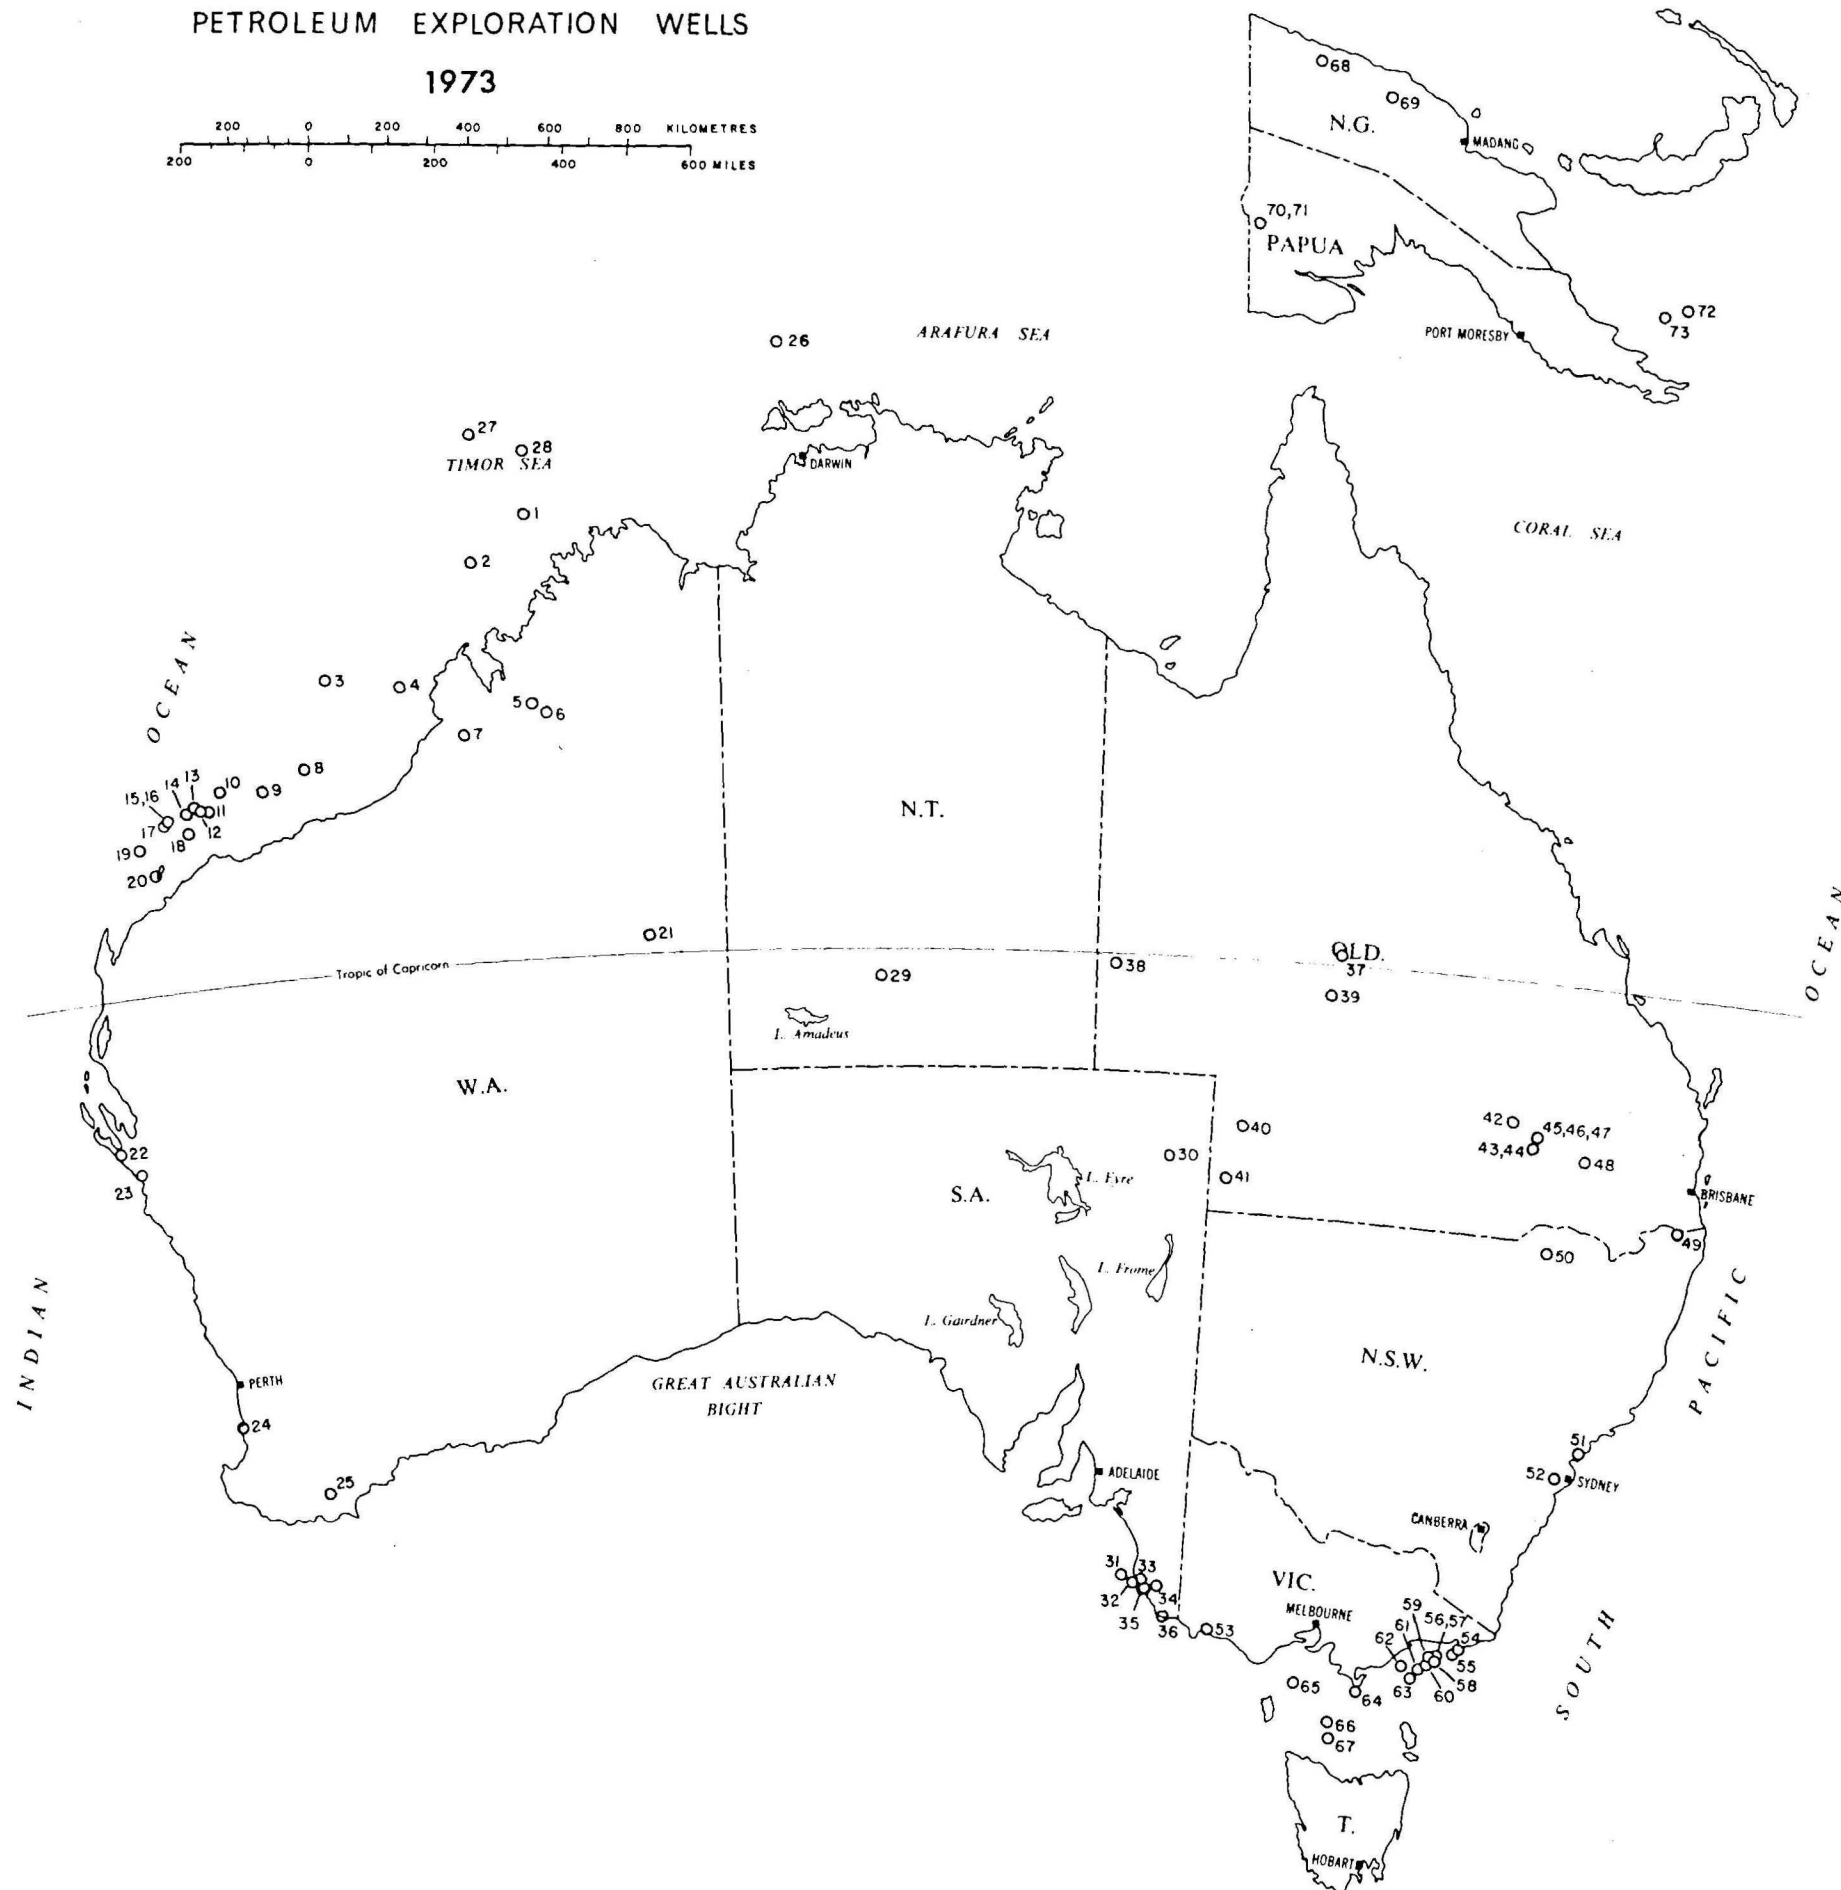 PETROLEUM EXPLORATION WELLS
1973
200 0 200 400 600 800 KILOMETRES
200 0 200 400 600 MILES
68
69
N.G.
MADANG
70,71
PAPUA
72
73
PORT MORESBY
ARAFURA SEA
26
27
28
TIMOR SEA
DARWIN
1
2
CORAL SEA
OCEAN
3
4
5
6
7
8
9
10
13
14
15,16
11
12
17
18
19
20
N.T.
21
Tropic of Capricorn
29
38
QLD.
37
39
OCEAN
L. Amadeus
W.A.
22
23
40
30
41
L. Eyre
S.A.
42
45,46,47
43,44
48
BRISBANE
49
50
L. Frome
L. Gairdner
INDIAN
PERTH
24
25
GREAT AUSTRALIAN
BIGHT
N.S.W.
PACIFIC
51
52
SYDNEY
ADELAIDE
CANBERRA
31
33
32
34
35
36
VIC.
MELBOURNE
53
59
56,57
61
62
54
55
58
60
63
64
65
66
67
SOUTH
T.
HOBART